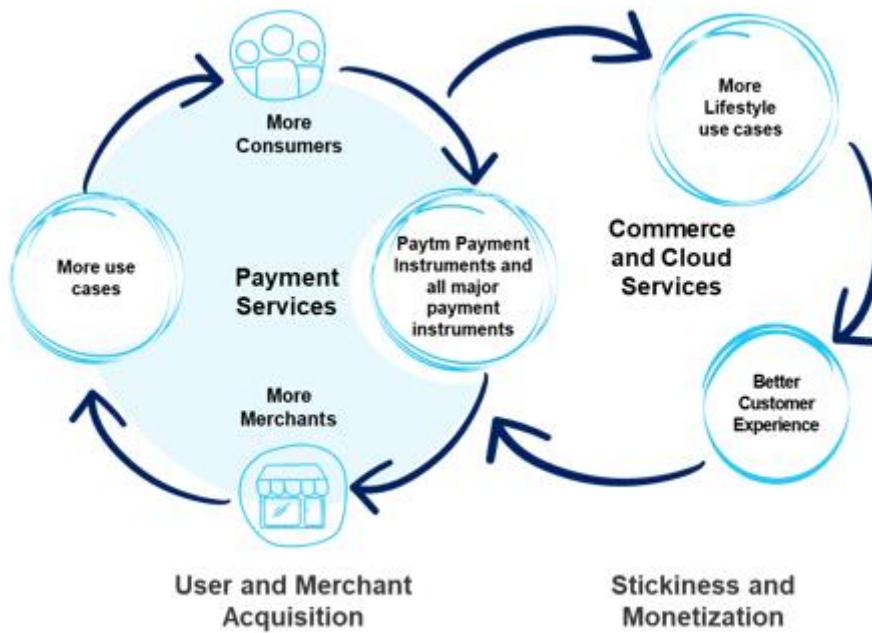 More
Consumers
More use
cases
Payment
Services
Paytm Payment
Instruments and
all major
payment
instruments
More
Merchants
More
Lifestyle
use cases
Commerce
and Cloud
Services
Better
Customer
Experience
User and Merchant
Acquisition
Stickiness and
Monetization